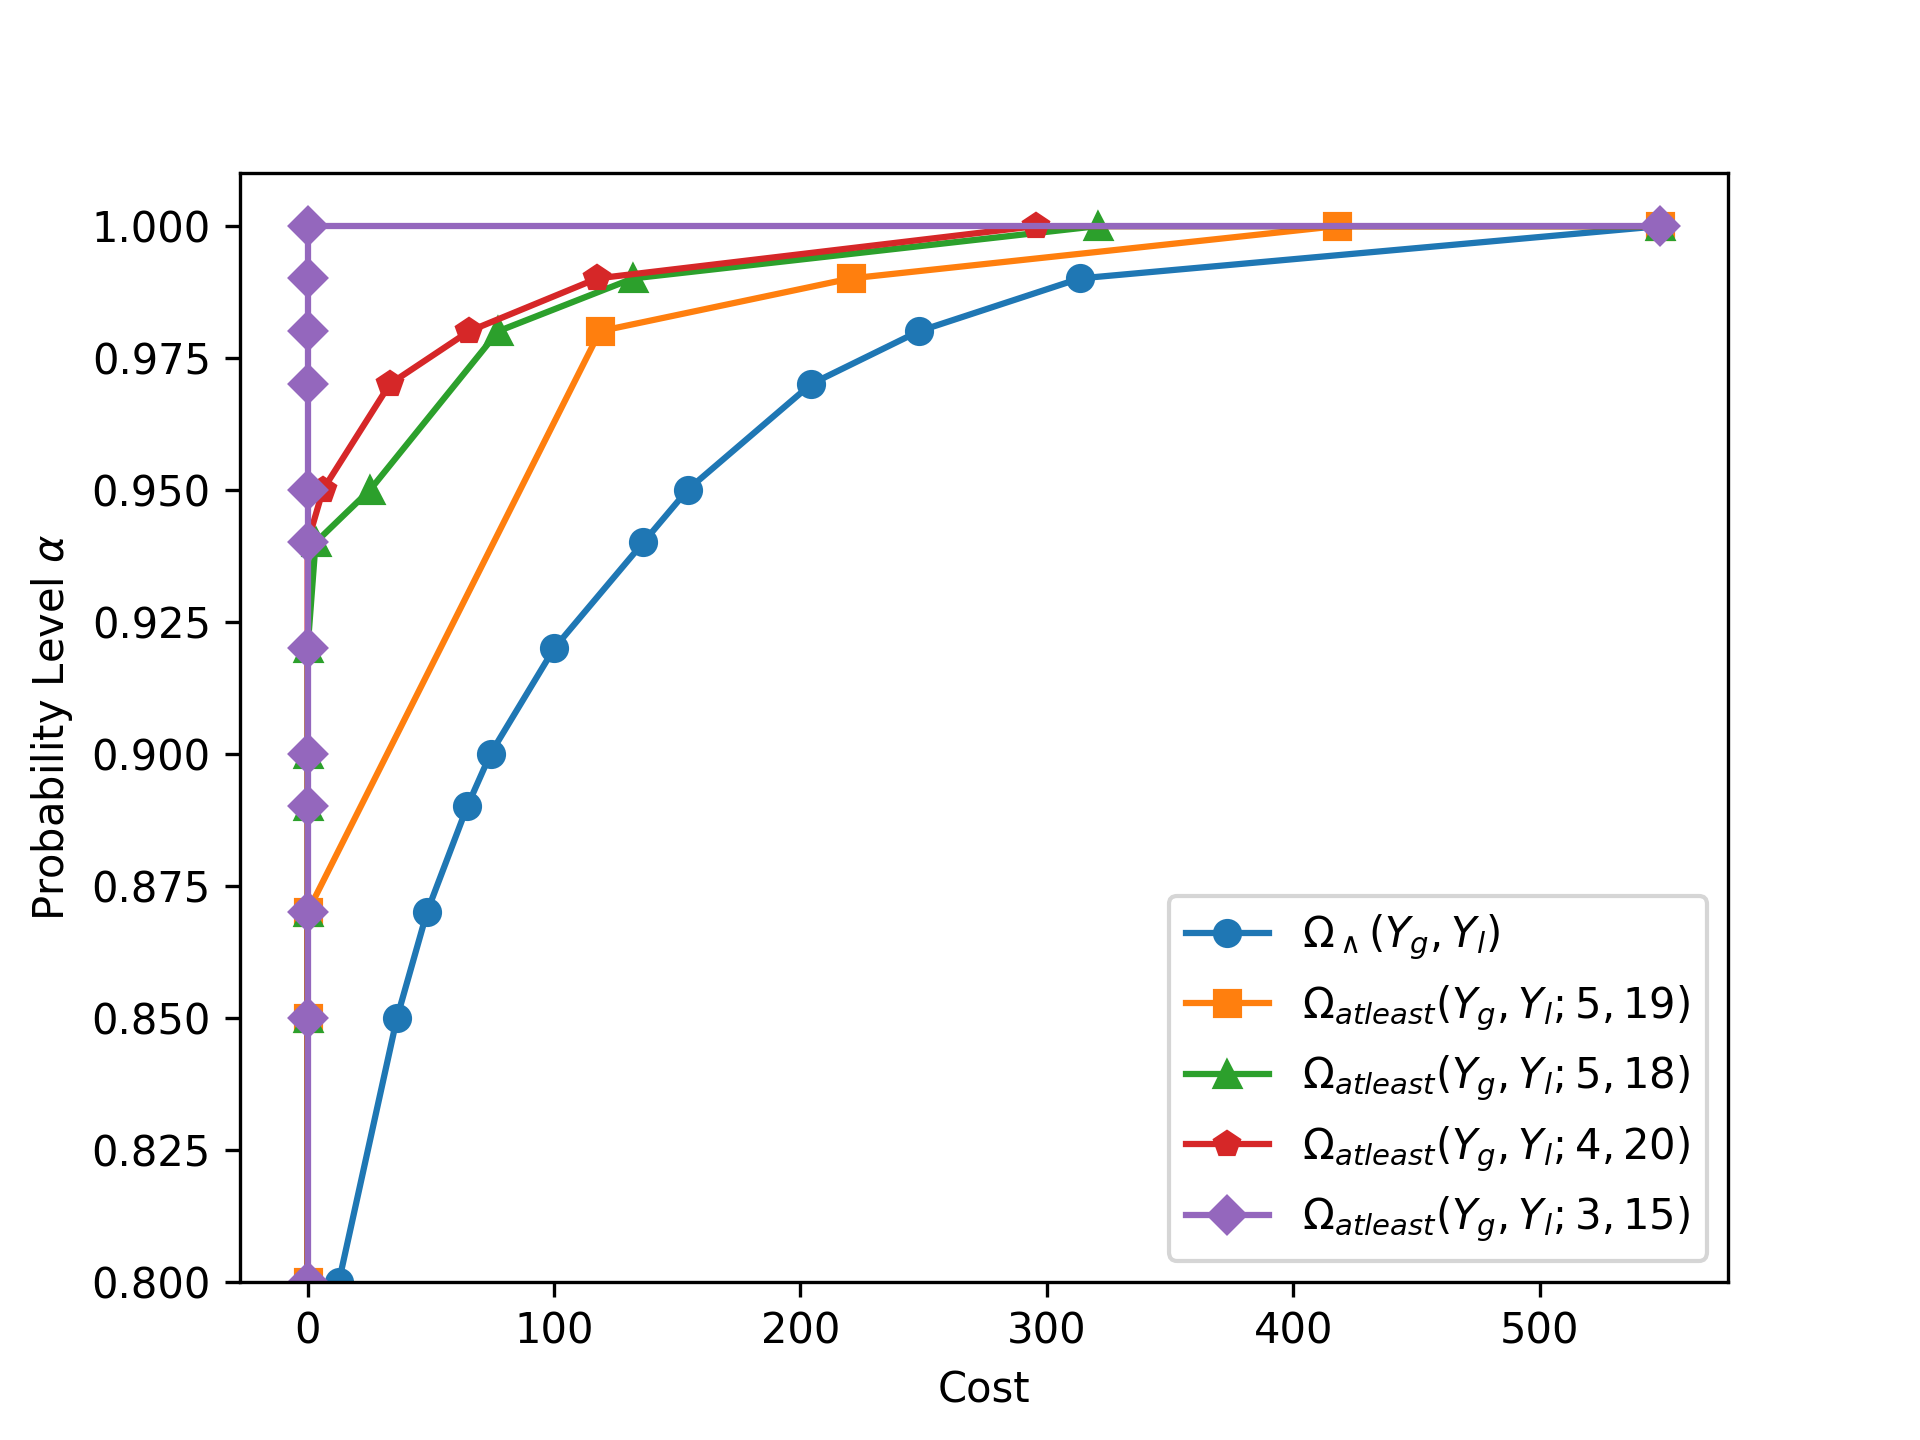 1.000
0.975
0.950
0.925
0.900
0.875
0.850
0.825
0.800
Probability Level α
0 100 200 300 400 500
Cost
Ω∧(Yg, Yl)
Ωatleast(Yg, Yl; 5, 19)
Ωatleast(Yg, Yl; 5, 18)
Ωatleast(Yg, Yl; 4, 20)
Ωatleast(Yg, Yl; 3, 15)